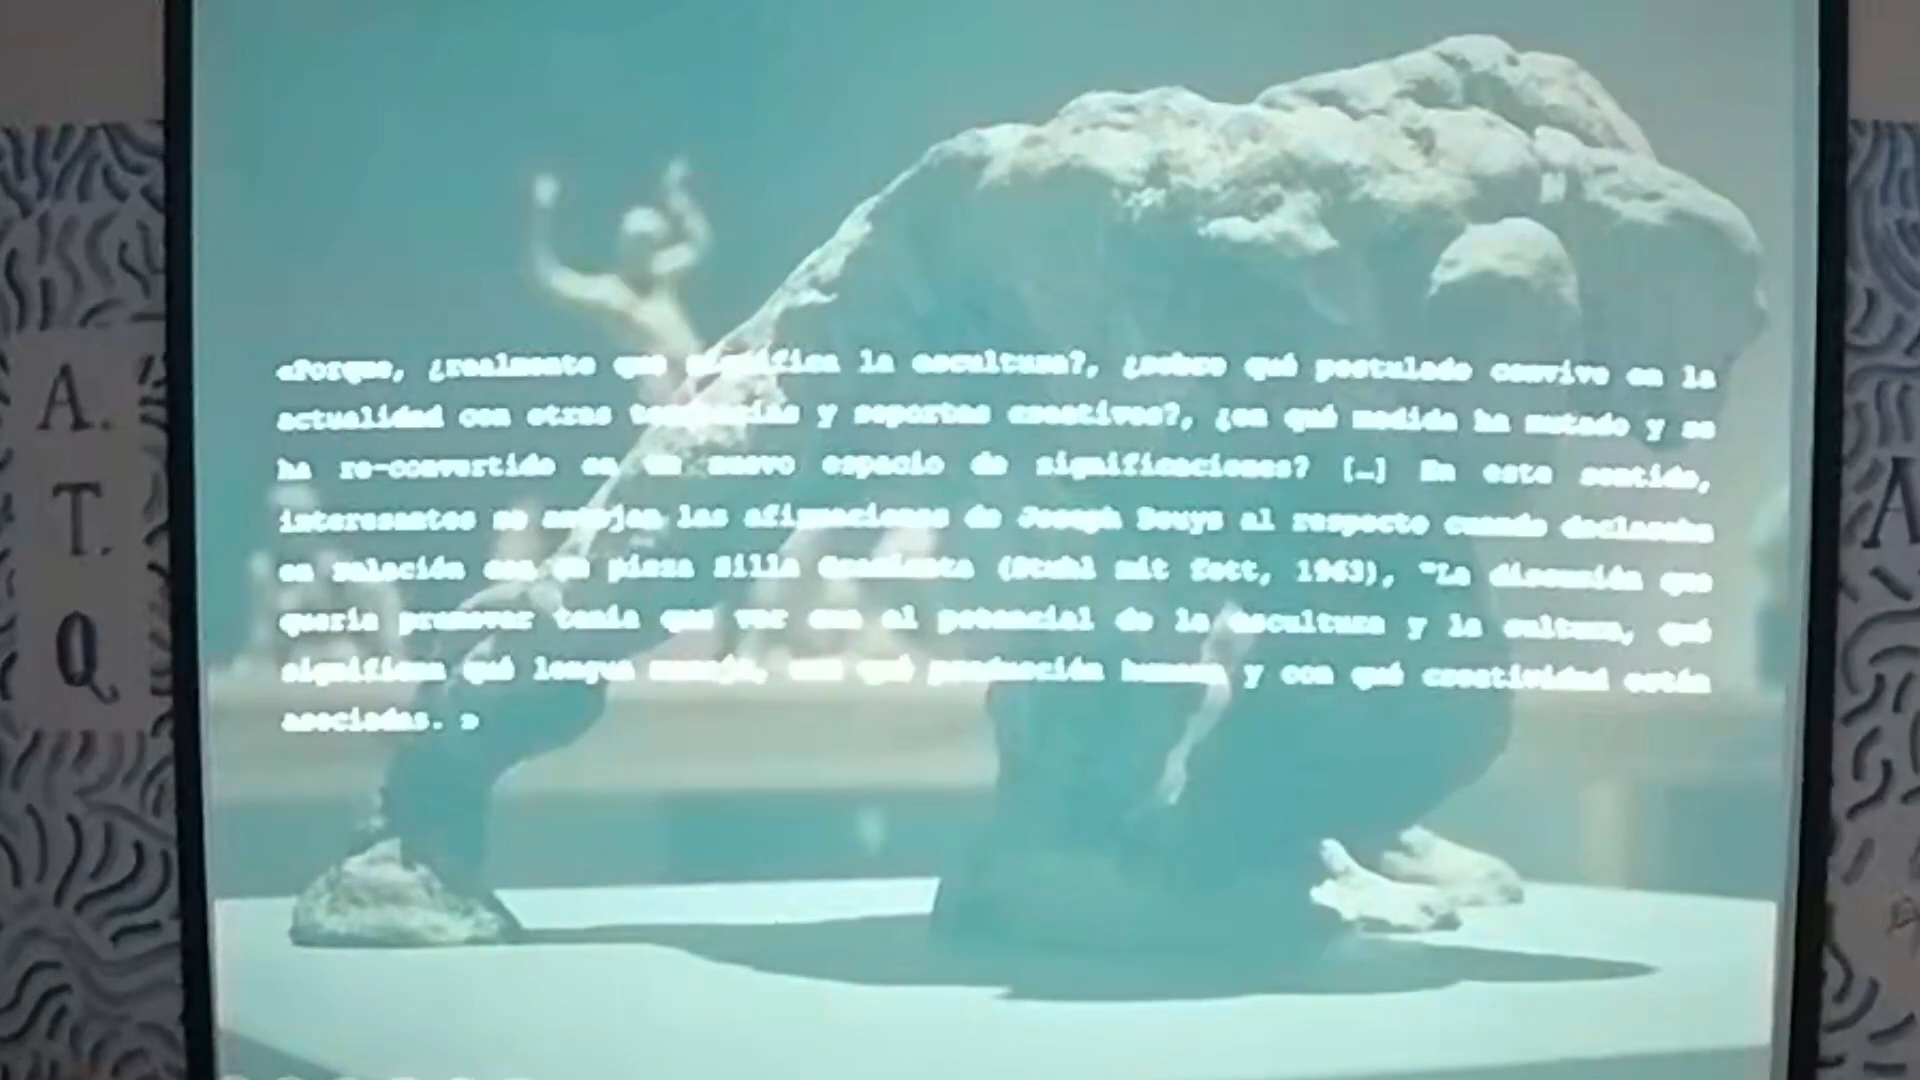 «Porque, ¿realmente que significa la escultura?, ¿sobre qué postulado convive en la
actualidad con otras tendencias y soportes creativos?, ¿en qué medida ha mutado y se
ha re-convertido en un nuevo espacio de significaciones? […] En este sentido,
interesantes se antojan las afirmaciones de Joseph Beuys al respecto cuando declaraba
en relación con su pieza Silla (Stuhl mit fett, 1963), "La discusión que
quería promover tenía que ver con el potencial de la escultura y la cultura, qué
significan qué lengua maneja, con qué producción humana y con qué creatividad están
asociadas. »
A.
T.
Q
A